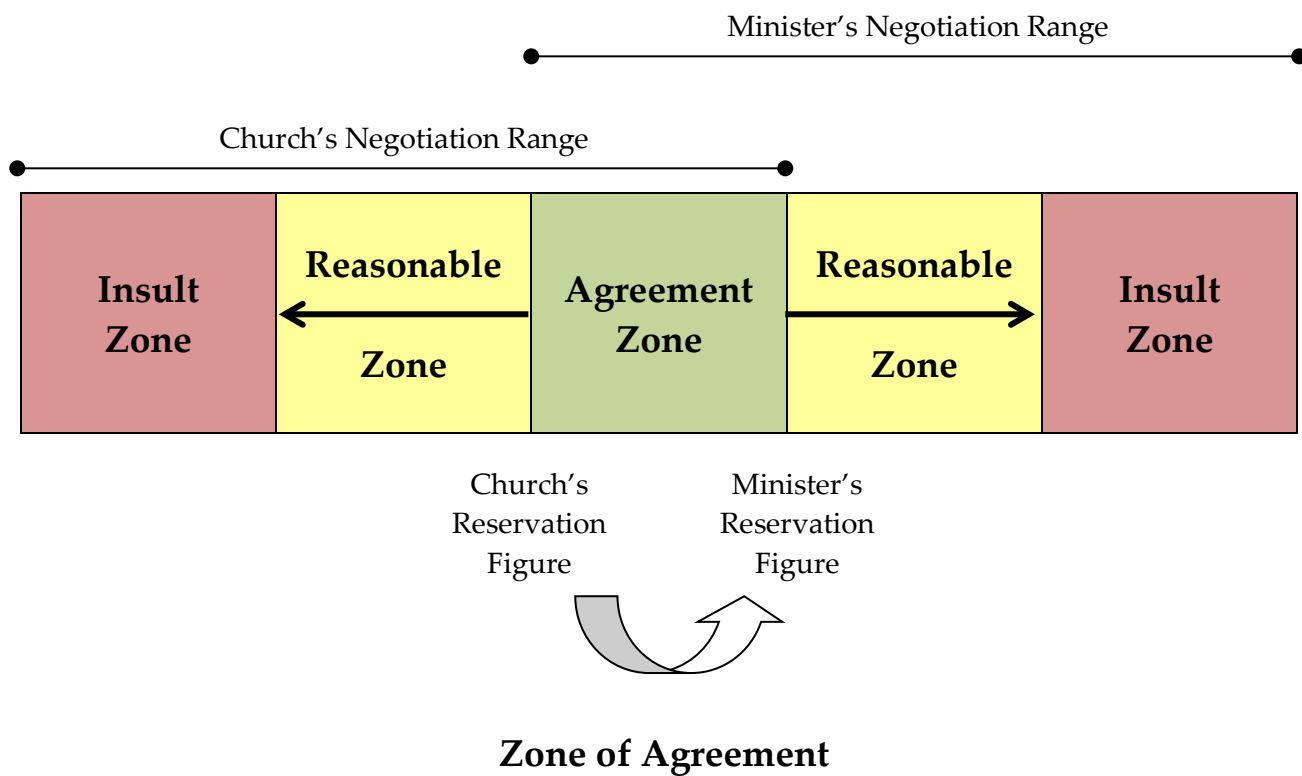 Minister’s Negotiation Range
Church’s Negotiation Range
Insult
Zone
Reasonable
Zone
Agreement
Zone
Reasonable
Zone
Insult
Zone
Church’s
Reservation
Figure
Minister’s
Reservation
Figure
Zone of Agreement